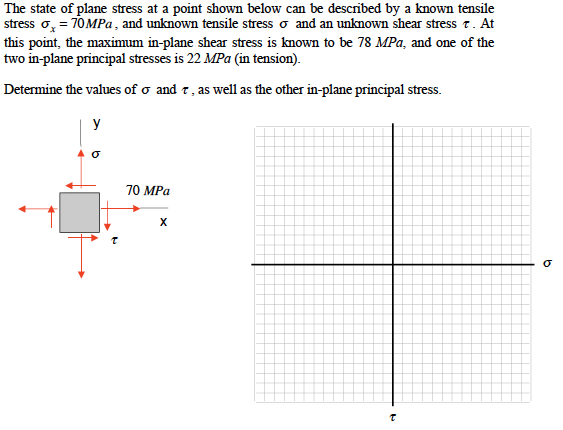 The state of plane stress at a point shown below can be described by a known tensile
stress σₓ = 70 MPa, and unknown tensile stress σ and an unknown shear stress τ. At
this point, the maximum in-plane shear stress is known to be 78 MPa, and one of the
two in-plane principal stresses is 22 MPa (in tension).
Determine the values of σ and τ, as well as the other in-plane principal stress.
y
σ
70 MPa
x
τ
σ
τ